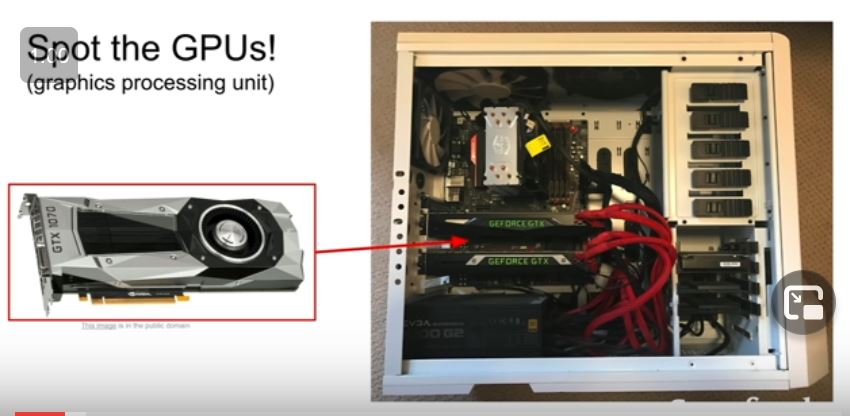 Spot the GPUs!
1:00
(graphics processing unit)
GTX 1070
This image is in the public domain
GEFORCE GTX
GEFORCE GTX
EVGA
G2